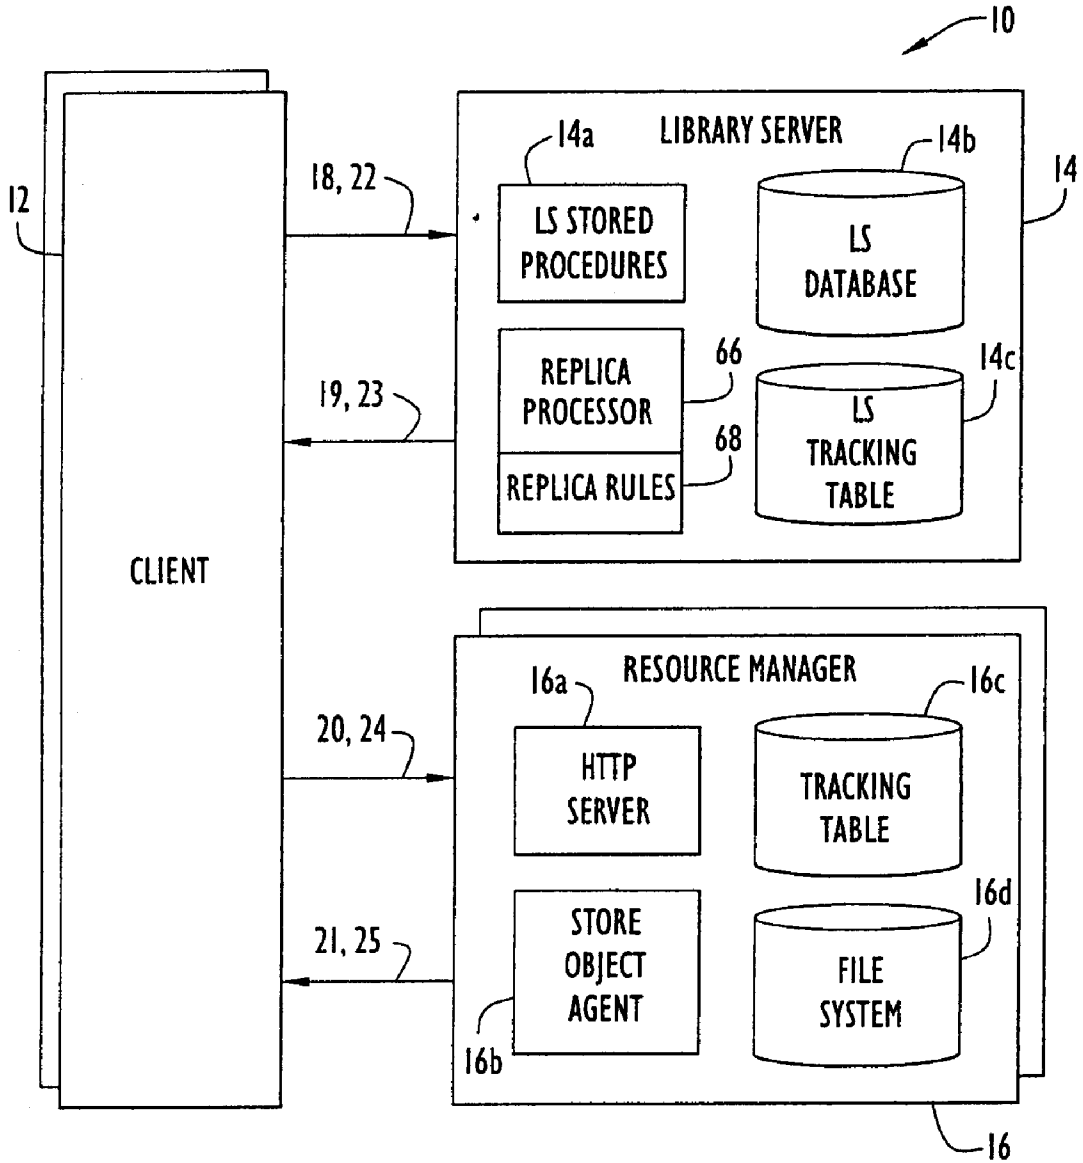 10
12
18, 22
19, 23
CLIENT
20, 24
21, 25
LIBRARY SERVER
14
14a
LS STORED
PROCEDURES
14b
LS
DATABASE
66
REPLICA
PROCESSOR
68
REPLICA RULES
14c
LS
TRACKING
TABLE
RESOURCE MANAGER
16a
HTTP
SERVER
16c
TRACKING
TABLE
STORE
OBJECT
AGENT
16b
16d
FILE
SYSTEM
16